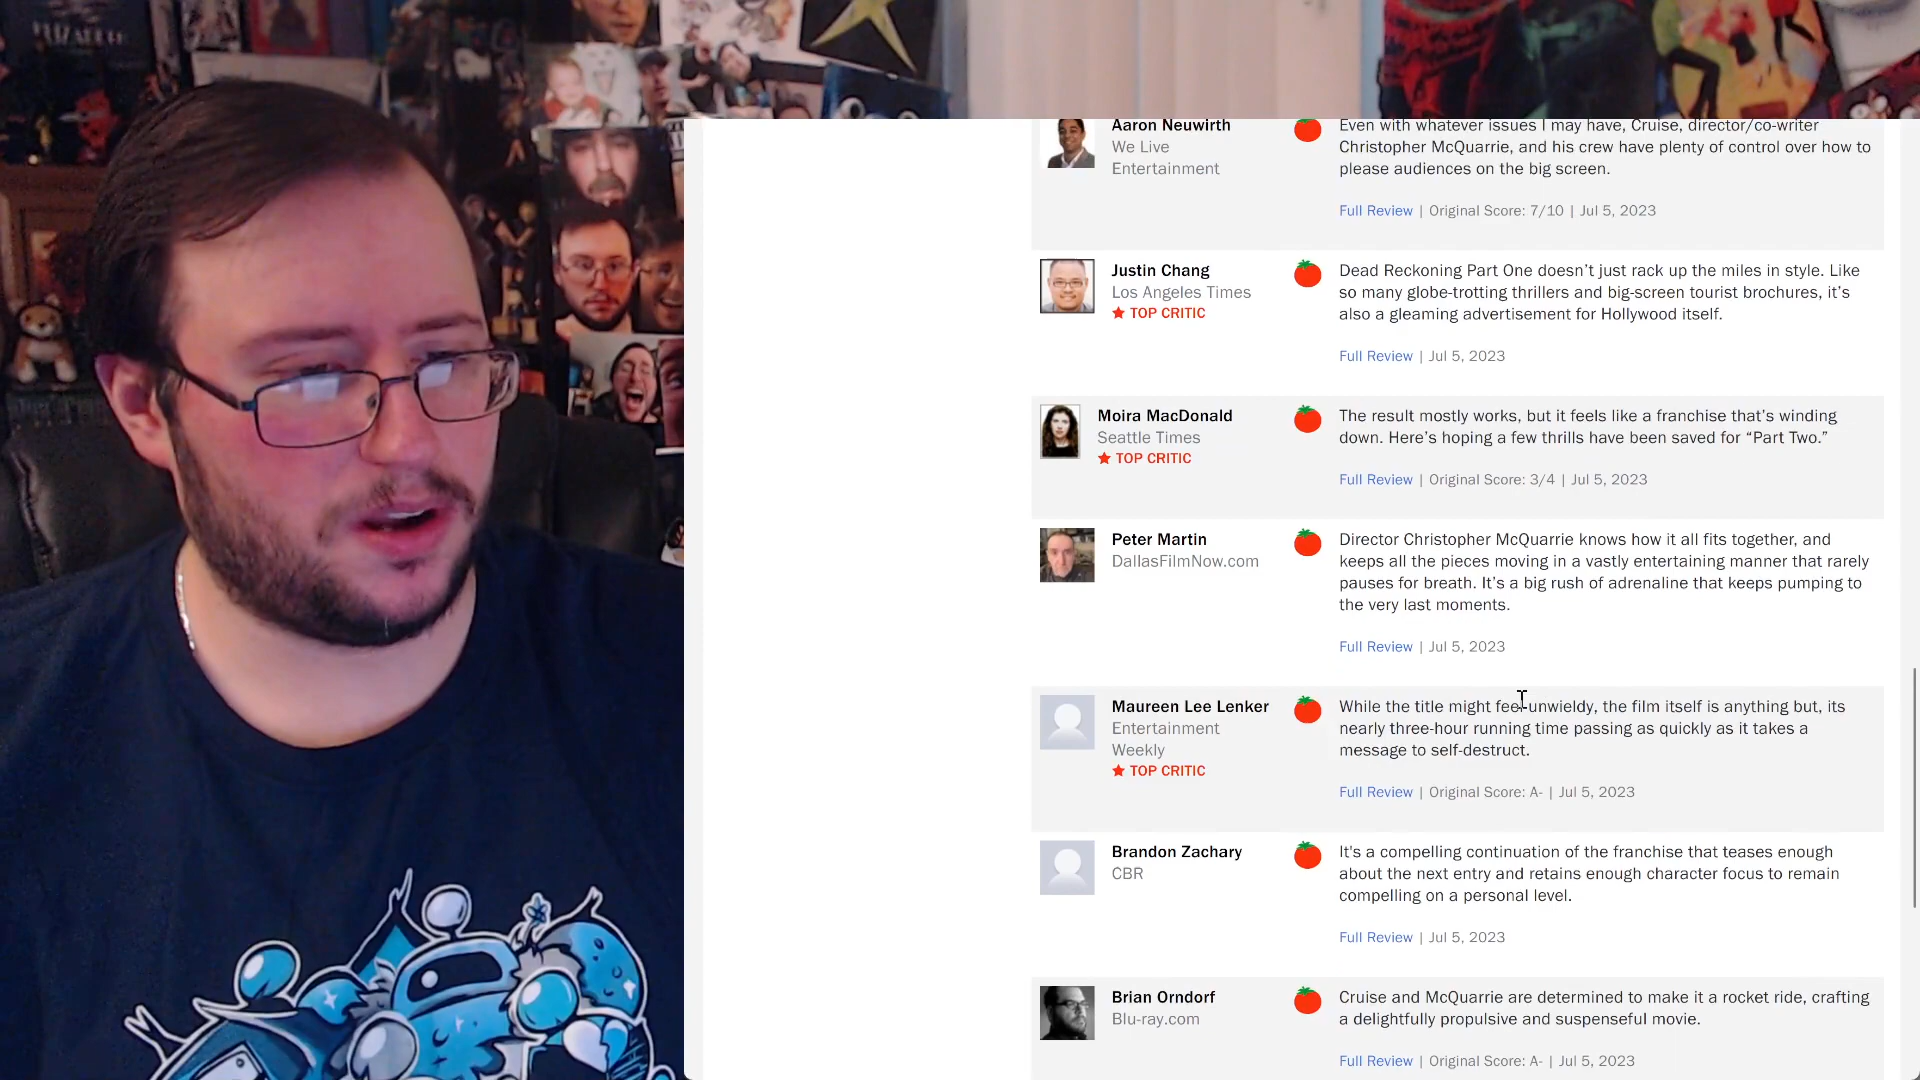 Aaron Neuwirth
We Live
Entertainment
Even with whatever issues I may have, Cruise, director/co-writer
Christopher McQuarrie, and his crew have plenty of control over how to
please audiences on the big screen.
Full Review | Original Score: 7/10 | Jul 5, 2023
Justin Chang
Los Angeles Times
TOP CRITIC
Dead Reckoning Part One doesn’t just rack up the miles in style. Like
so many globe-trotting thrillers and big-screen tourist brochures, it’s
also a gleaming advertisement for Hollywood itself.
Full Review | Jul 5, 2023
Moira MacDonald
Seattle Times
TOP CRITIC
The result mostly works, but it feels like a franchise that’s winding
down. Here’s hoping a few thrills have been saved for “Part Two.”
Full Review | Original Score: 3/4 | Jul 5, 2023
Peter Martin
DallasFilmNow.com
Director Christopher McQuarrie knows how it all fits together, and
keeps all the pieces moving in a vastly entertaining manner that rarely
pauses for breath. It’s a big rush of adrenaline that keeps pumping to
the very last moments.
Full Review | Jul 5, 2023
Maureen Lee Lenker
Entertainment
Weekly
TOP CRITIC
While the title might feel unwieldy, the film itself is anything but, its
nearly three-hour running time passing as quickly as it takes a
message to self-destruct.
Full Review | Original Score: A- | Jul 5, 2023
Brandon Zachary
CBR
It's a compelling continuation of the franchise that teases enough
about the next entry and retains enough character focus to remain
compelling on a personal level.
Full Review | Jul 5, 2023
Brian Orndorf
Blu-ray.com
Cruise and McQuarrie are determined to make it a rocket ride, crafting
a delightfully propulsive and suspenseful movie.
Full Review | Original Score: A- | Jul 5, 2023